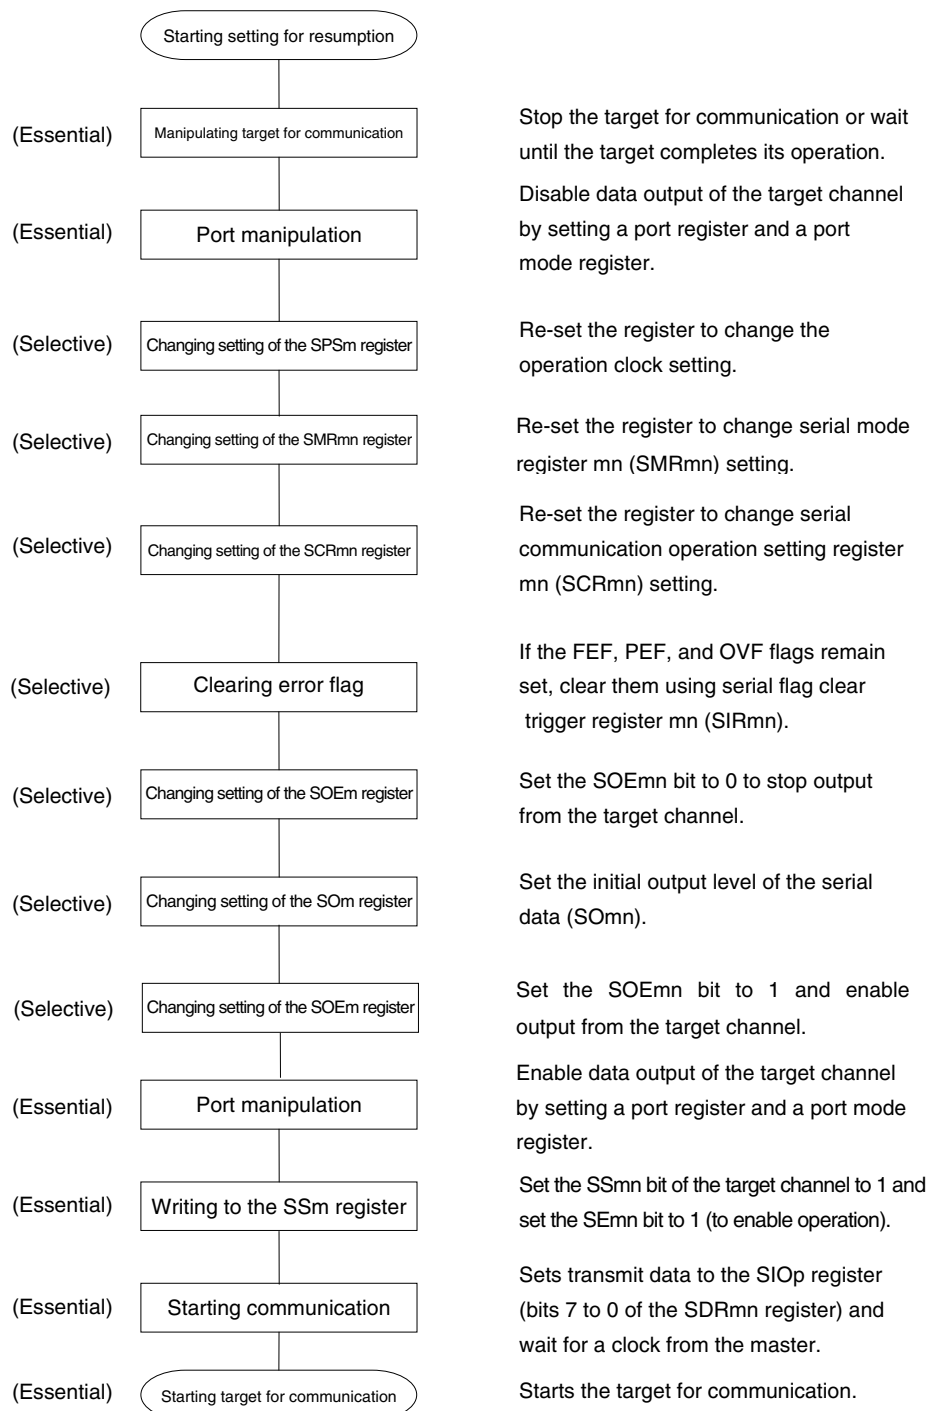 Starting setting for resumption
(Essential)
Manipulating target for communication
Stop the target for communication or wait
until the target completes its operation.
(Essential)
Port manipulation
Disable data output of the target channel
by setting a port register and a port
mode register.
(Selective)
Changing setting of the SPSm register
Re-set the register to change the
operation clock setting.
(Selective)
Changing setting of the SMRmn register
Re-set the register to change serial mode
register mn (SMRmn) setting.
(Selective)
Changing setting of the SCRmn register
Re-set the register to change serial
communication operation setting register
mn (SCRmn) setting.
(Selective)
Clearing error flag
If the FEF, PEF, and OVF flags remain
set, clear them using serial flag clear
trigger register mn (SIRmn).
(Selective)
Changing setting of the SOEm register
Set the SOEmn bit to 0 to stop output
from the target channel.
(Selective)
Changing setting of the SOm register
Set the initial output level of the serial
data (SOmn).
(Selective)
Changing setting of the SOEm register
Set the SOEmn bit to 1 and enable
output from the target channel.
(Essential)
Port manipulation
Enable data output of the target channel
by setting a port register and a port mode
register.
(Essential)
Writing to the SSm register
Set the SSmn bit of the target channel to 1 and
set the SEmn bit to 1 (to enable operation).
(Essential)
Starting communication
Sets transmit data to the SIOp register
(bits 7 to 0 of the SDRmn register) and
wait for a clock from the master.
(Essential)
Starting target for communication
Starts the target for communication.